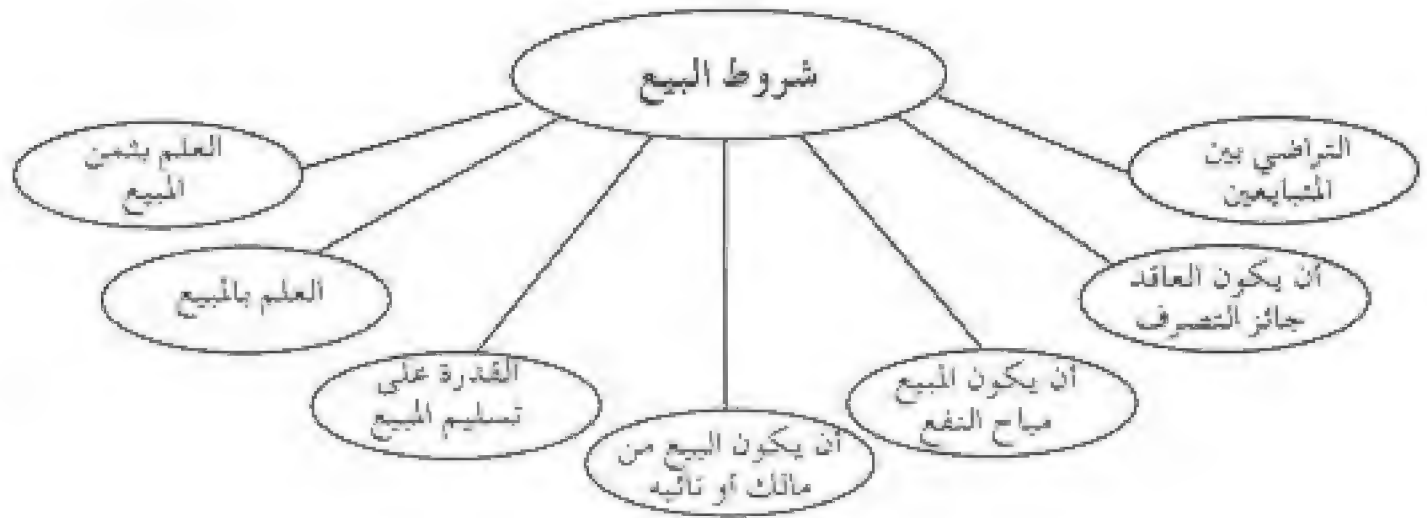 شروط البيع
التراضي بين
المتبايعين
أن يكون العاقد
جائز التصرف
أن يكون المبيع
مباح النفع
أن يكون البيع من
مالك أو نائبه
القدرة على
تسليم المبيع
العلم بالمبيع
العلم بثمن
المبيع